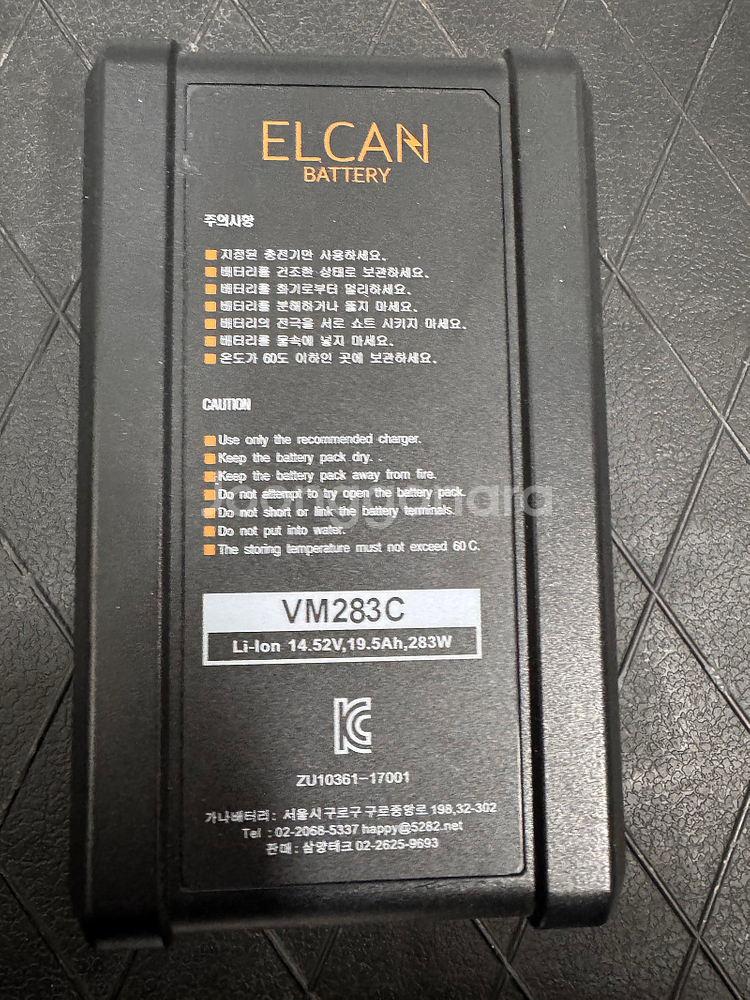 ELCAN
BATTERY
주의사항
지정된 충전기만 사용하세요.
배터리를 건조한 상태로 보관하세요.
배터리를 화기로부터 멀리하세요.
배터리를 분해하거나 뚫지 마세요.
배터리의 전극을 서로 쇼트 시키지 마세요.
배터리를 물속에 넣지 마세요.
온도가 60도 이하인 곳에 보관하세요.
CAUTION
Use only the recommended charger.
Keep the battery pack dry. .
Keep the battery pack away from fire.
Do not attempt to try open the battery pack.
Do not short or link the battery terminals.
Do not put into water.
The storing temperature must not exceed 60 C.
VM283C
Li-Ion 14.52V,19.5Ah,283W
ZU10361-17001
가나배터리 : 서울시 구로구 구로중앙로 198,32-302
Tel : 02-2068-5337 happy@5282.net
판매 : 삼양테크 02-2625-9693